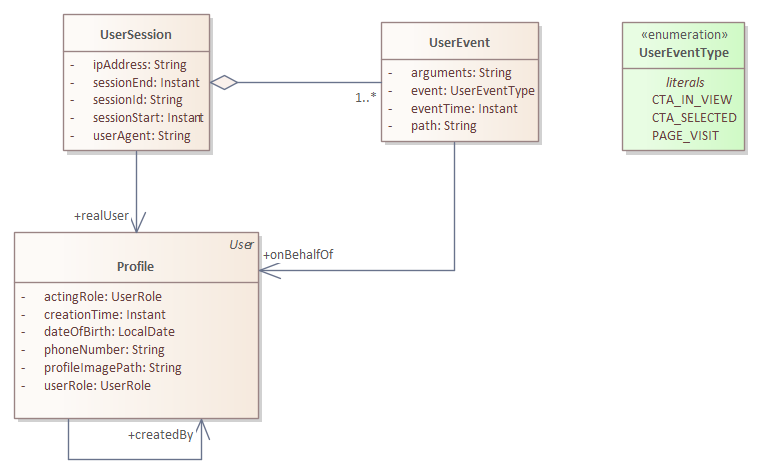 UserSession
- ipAddress: String
- sessionEnd: Instant
- sessionId: String
- sessionStart: Instant
- userAgent: String
UserEvent
- arguments: String
- event: UserEventType
- eventTime: Instant
- path: String
1..*
«enumeration»
UserEventType
literals
CTA_IN_VIEW
CTA_SELECTED
PAGE_VISIT
+realUser
+onBehalfOf
User
Profile
- actingRole: UserRole
- creationTime: Instant
- dateOfBirth: LocalDate
- phoneNumber: String
- profileImagePath: String
- userRole: UserRole
+createdBy